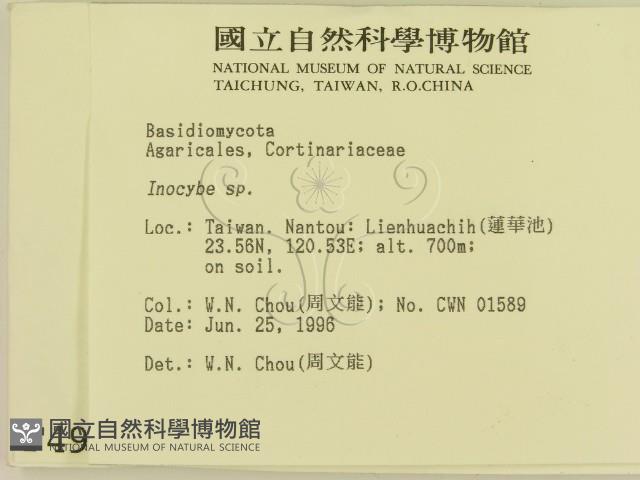 國立自然科學博物館
NATIONAL MUSEUM OF NATURAL SCIENCE
TAICHUNG, TAIWAN, R.O.CHINA
Basidiomycota
Agaricales, Cortinariaceae
Inocybe sp.
Loc.: Taiwan. Nantou: Lienhuachih(蓮華池)
23.56N, 120.53E; alt. 700m;
on soil.
Col.: W.N. Chou(周文能); No. CWN 01589
Date: Jun. 25, 1996
Det.: W.N. Chou(周文能)
國立自然科學博物館
NATIONAL MUSEUM OF NATURAL SCIENCE
49